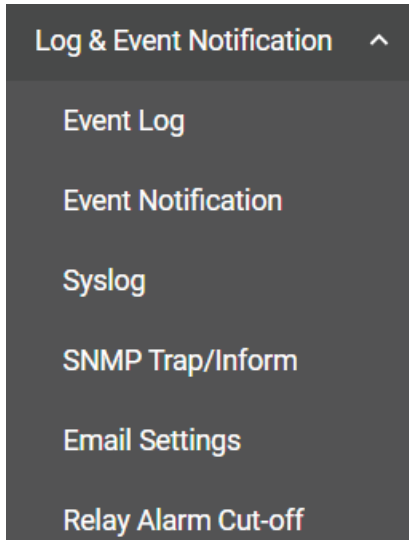 Log & Event Notification
Event Log
Event Notification
Syslog
SNMP Trap/Inform
Email Settings
Relay Alarm Cut-off